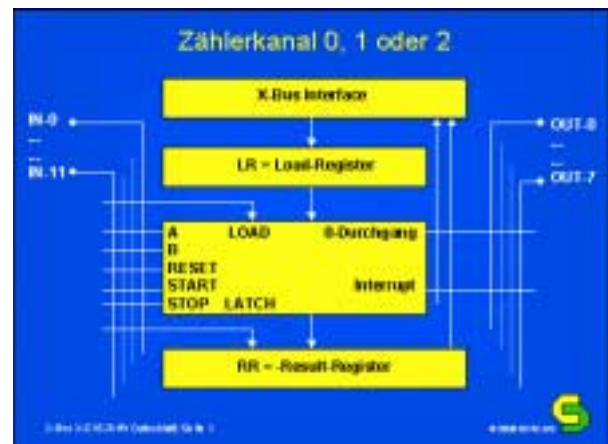 Zählerkanal 0, 1 oder 2
X-Bus Interface
IN-0
...
IN-11
OUT-0
...
OUT-7
LR = Load-Register
A LOAD 0-Durchgang
B
RESET
START Interrupt
STOP LATCH
RR = -Result-Register